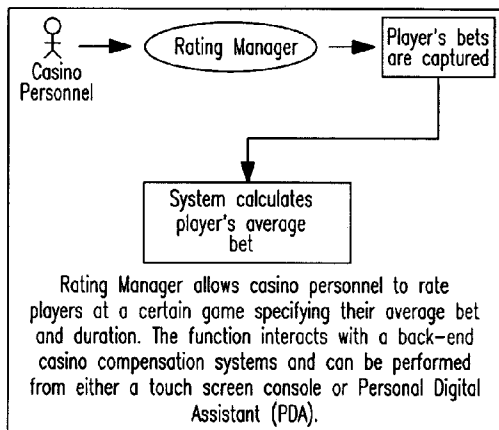 Casino
Personnel
Rating Manager
Player's bets
are captured
System calculates
player's average
bet
Rating Manager allows casino personnel to rate
players at a certain game specifying their average bet
and duration. The function interacts with a back-end
casino compensation systems and can be performed
from either a touch screen console or Personal Digital
Assistant (PDA).